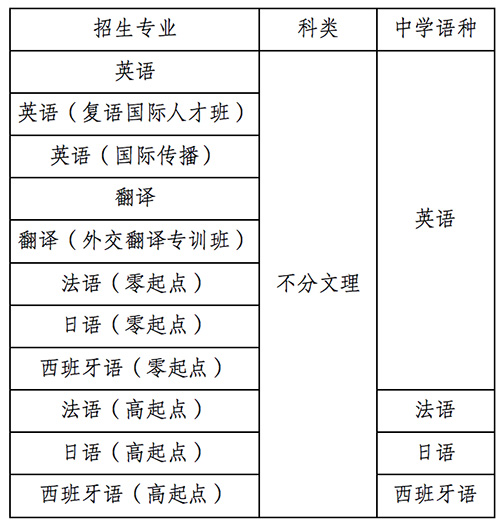 招生专业 科类 中学语种
英语
英语（复语国际人才班）
英语（国际传播）
翻译
英语
翻译（外交翻译专训班）
法语（零起点） 不分文理
日语（零起点）
西班牙语（零起点）
法语（高起点） 法语
日语（高起点） 日语
西班牙语（高起点） 西班牙语